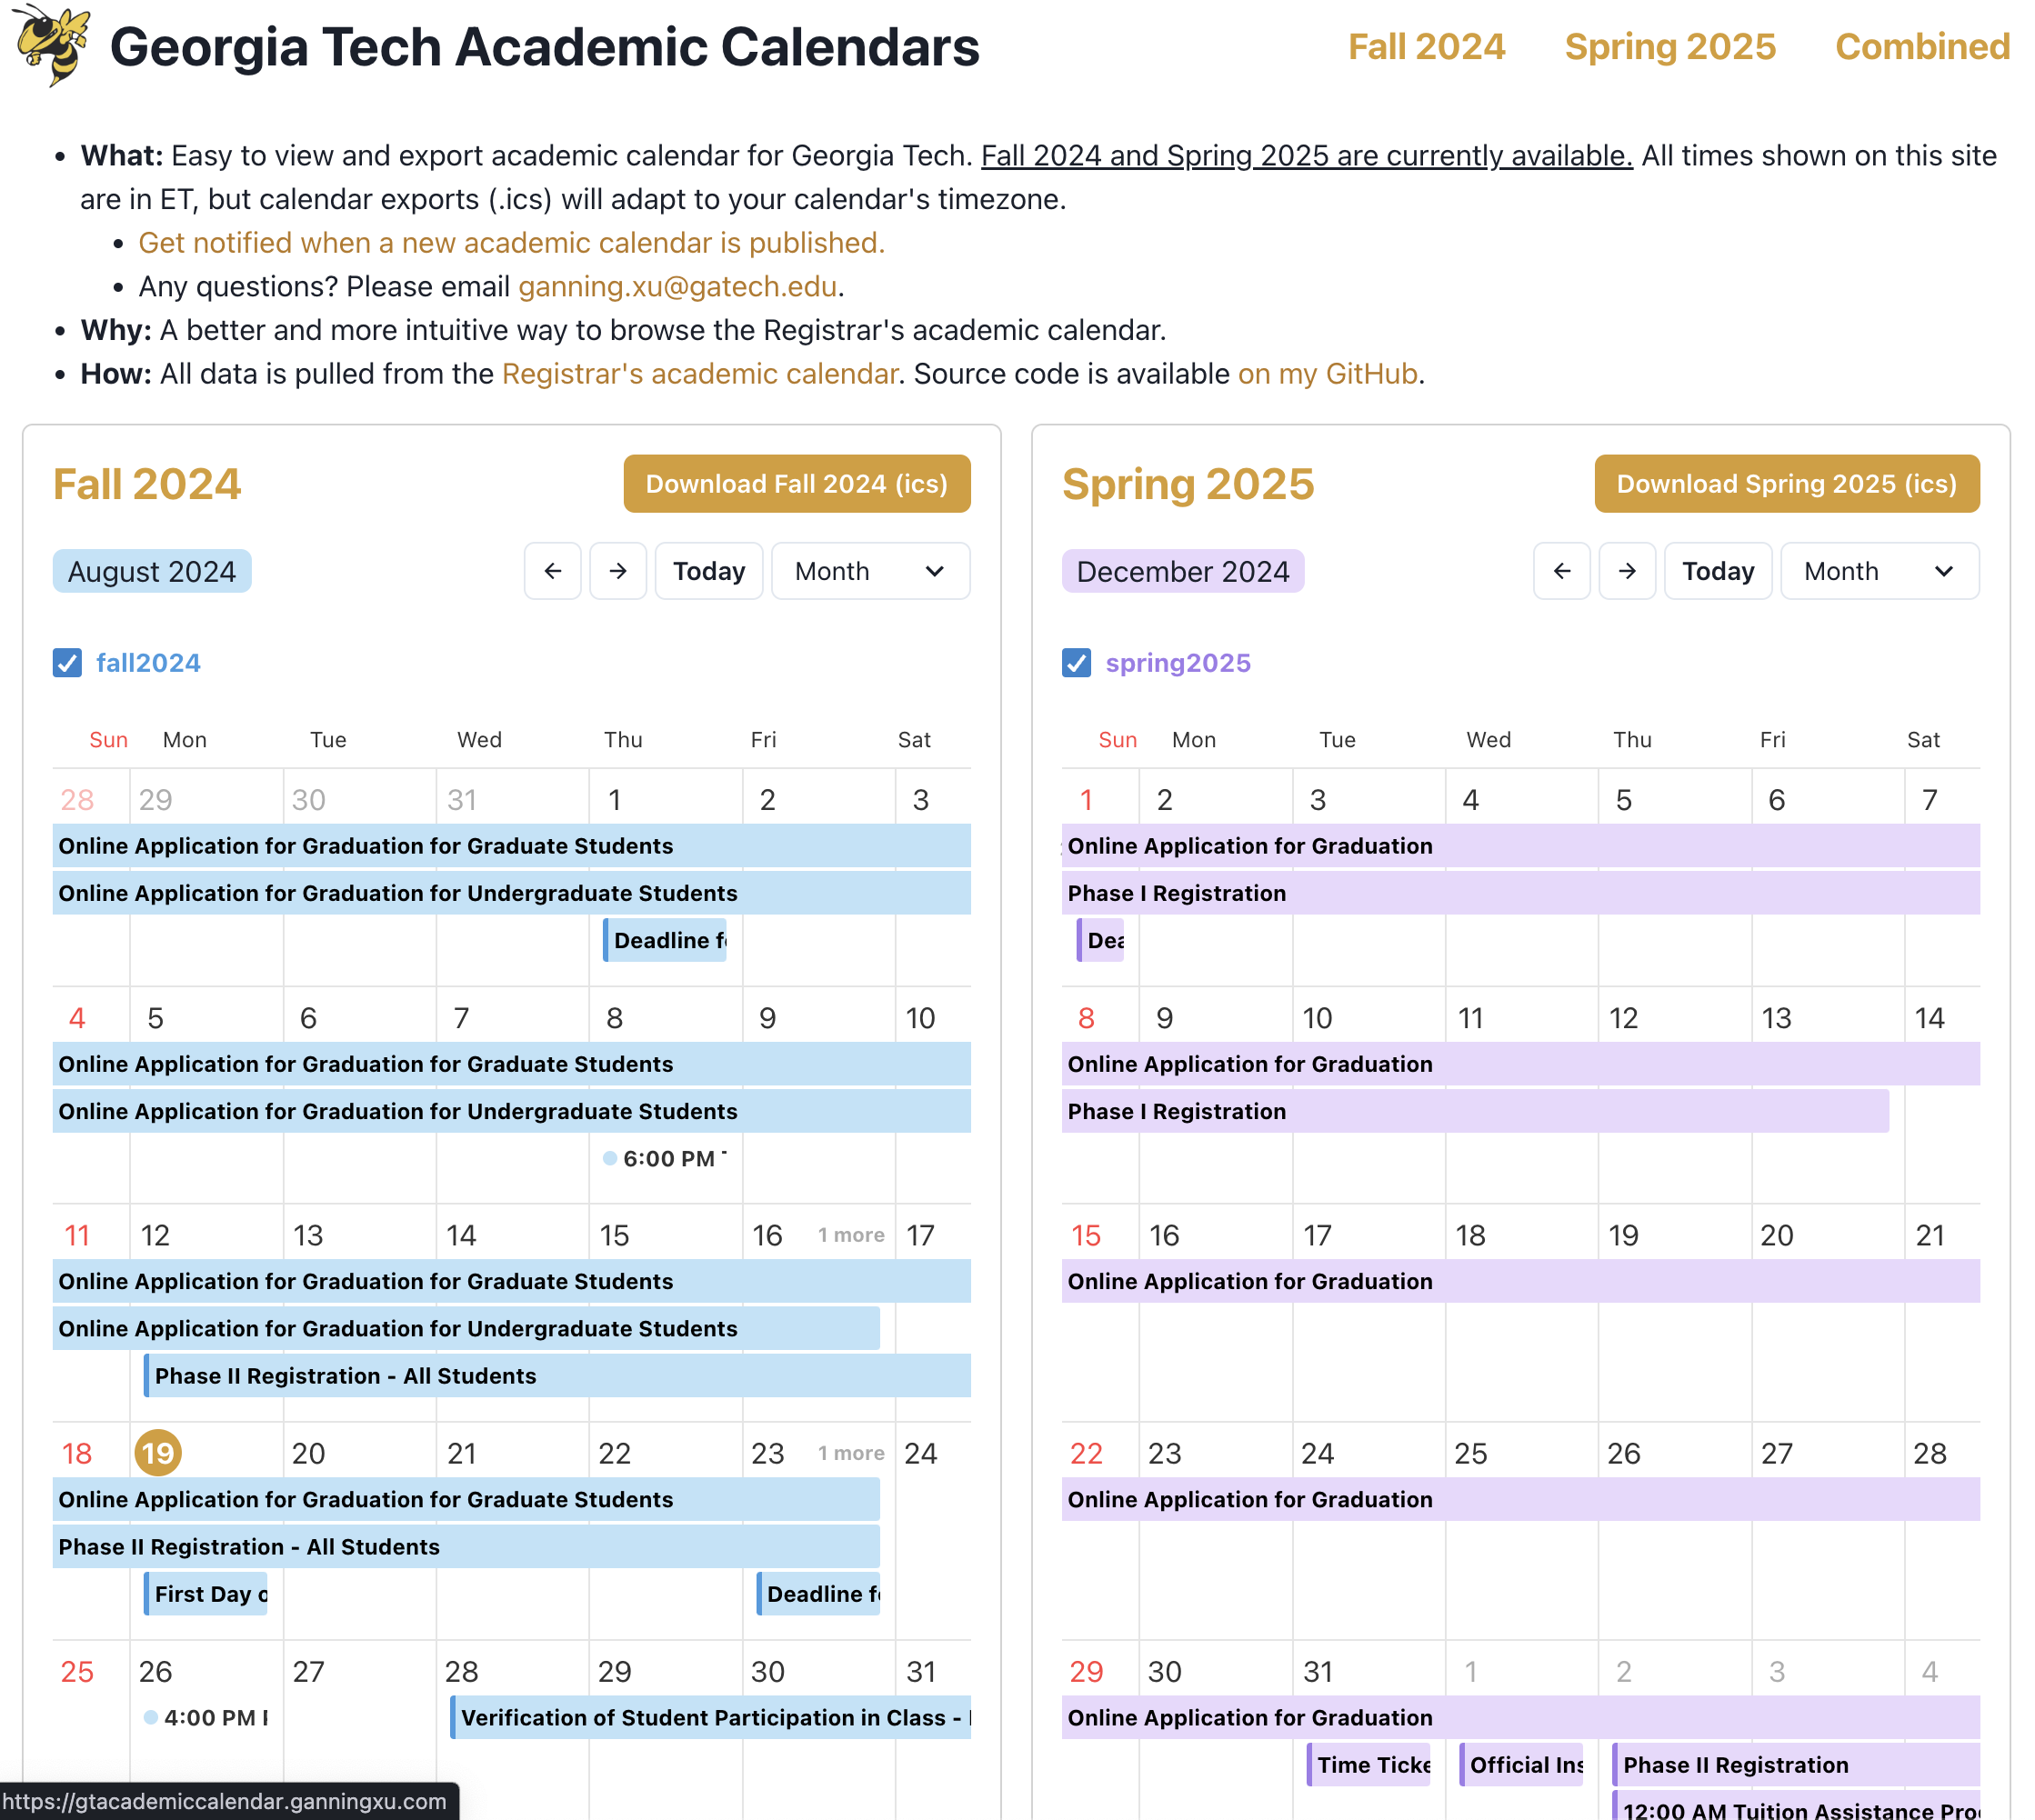 Georgia Tech Academic Calendars
Fall 2024 Spring 2025 Combined
• What: Easy to view and export academic calendar for Georgia Tech. Fall 2024 and Spring 2025 are currently available. All times shown on this site
are in ET, but calendar exports (.ics) will adapt to your calendar's timezone.
• Get notified when a new academic calendar is published.
• Any questions? Please email ganning.xu@gatech.edu.
• Why: A better and more intuitive way to browse the Registrar's academic calendar.
• How: All data is pulled from the Registrar's academic calendar. Source code is available on my GitHub.
Fall 2024
Download Fall 2024 (ics)
August 2024
← → Today Month
fall2024
Sun Mon Tue Wed Thu Fri Sat
28 29 30 31 1 2 3
Online Application for Graduation for Graduate Students
Online Application for Graduation for Undergraduate Students
Deadline
4 5 6 7 8 9 10
Online Application for Graduation for Graduate Students
Online Application for Graduation for Undergraduate Students
6:00 PM
11 12 13 14 15 16 1 more 17
Online Application for Graduation for Graduate Students
Online Application for Graduation for Undergraduate Students
Phase II Registration - All Students
18 19 20 21 22 23 1 more 24
Online Application for Graduation for Graduate Students
Phase II Registration - All Students
First Day Deadline
25 26 27 28 29 30 31
4:00 PM Verification of Student Participation in Class -
https://gtacademiccalendar.ganningxu.com
Spring 2025
Download Spring 2025 (ics)
December 2024
← → Today Month
spring2025
Sun Mon Tue Wed Thu Fri Sat
1 2 3 4 5 6 7
Online Application for Graduation
Phase I Registration
Dea
8 9 10 11 12 13 14
Online Application for Graduation
Phase I Registration
15 16 17 18 19 20 21
Online Application for Graduation
22 23 24 25 26 27 28
Online Application for Graduation
29 30 31 1 2 3 4
Online Application for Graduation
Time Ticke Official Ins Phase II Registration
12:00 AM Tuition Assistance Pro